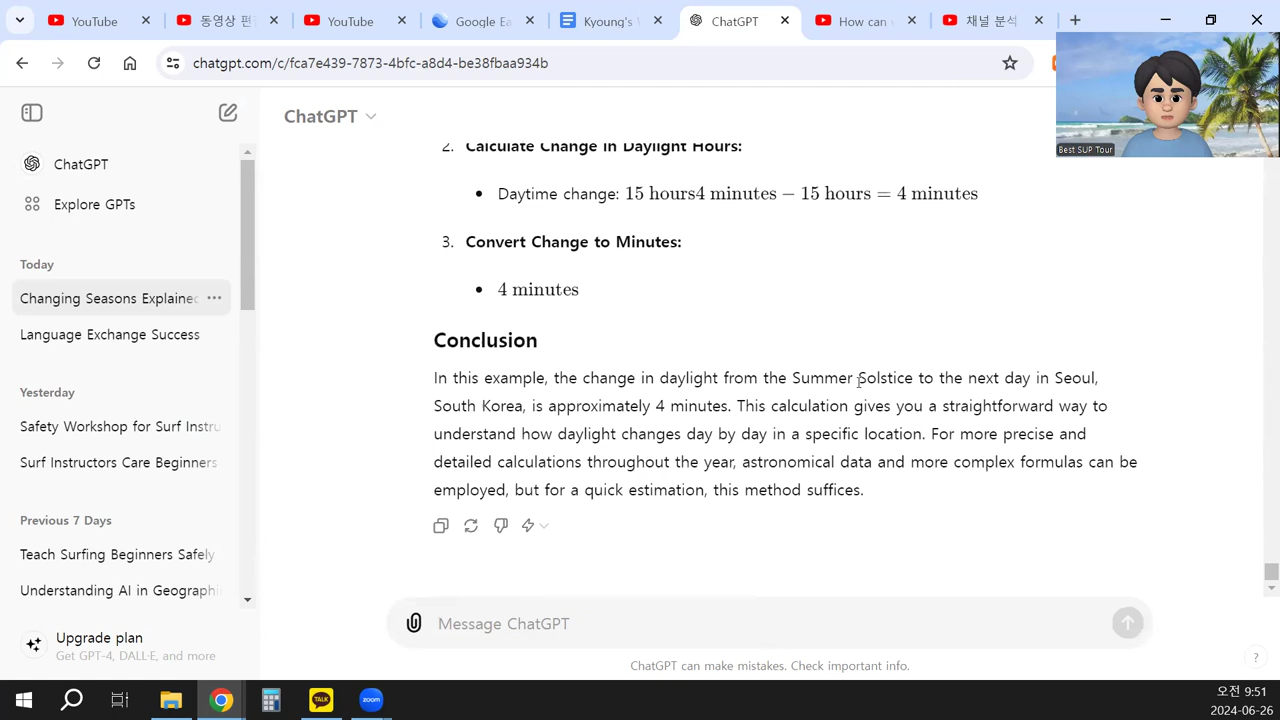 YouTube
동영상 편
YouTube
Google Ea
Kyoung's
ChatGPT
How can
채널 분석
chatgpt.com/c/fca7e439-7873-4bfc-a8d4-be38fbaa934b
Best SUP Tour
ChatGPT
ChatGPT
Explore GPTs
Today
Changing Seasons Explained
Language Exchange Success
Yesterday
Safety Workshop for Surf Instru
Surf Instructors Care Beginners
Previous 7 Days
Teach Surfing Beginners Safely
Understanding AI in Geographi
Upgrade plan
Get GPT-4, DALL·E, and more
2. Calculate Change in Daylight Hours:
• Daytime change: 15 hours4 minutes − 15 hours = 4 minutes
3. Convert Change to Minutes:
• 4 minutes
Conclusion
In this example, the change in daylight from the Summer Solstice to the next day in Seoul,
South Korea, is approximately 4 minutes. This calculation gives you a straightforward way to
understand how daylight changes day by day in a specific location. For more precise and
detailed calculations throughout the year, astronomical data and more complex formulas can be
employed, but for a quick estimation, this method suffices.
Message ChatGPT
ChatGPT can make mistakes. Check important info.
?
TALK
zoom
오전 9:51
2024-06-26